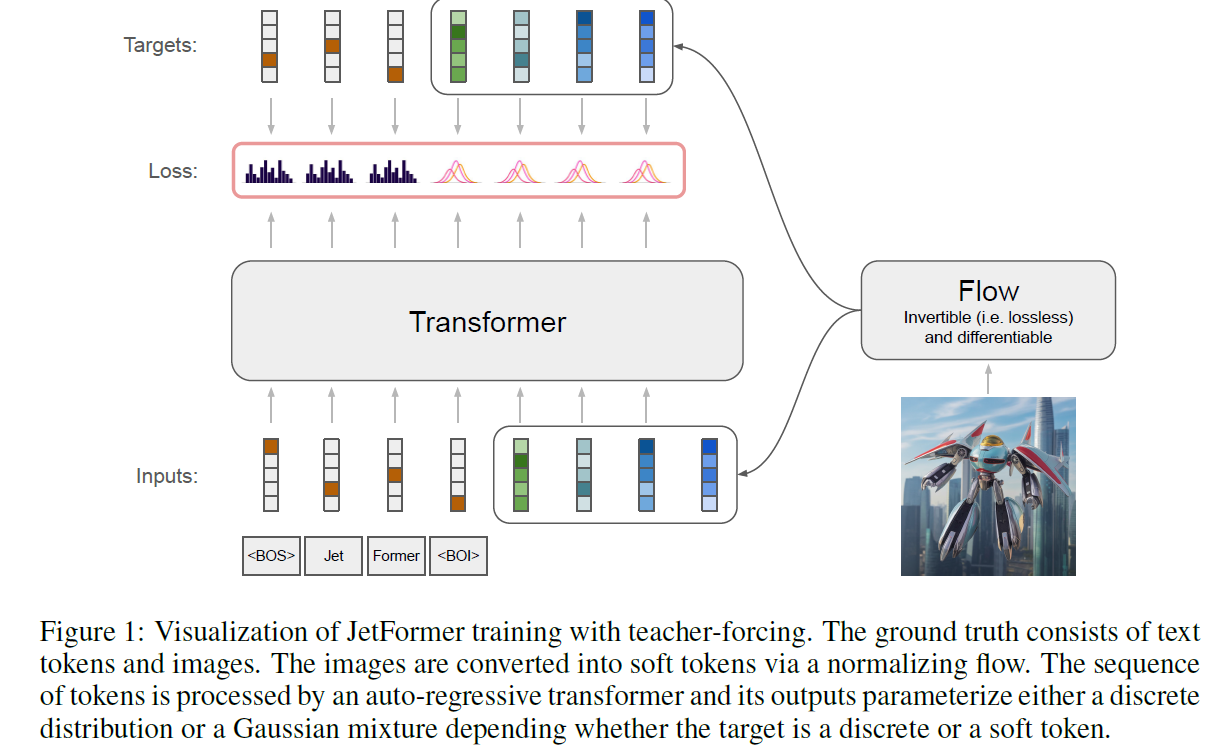 Targets:
Loss:
Transformer
Flow
Invertible (i.e. lossless)
and differentiable
Inputs:
<BOS> Jet Former <BOI>
Figure 1: Visualization of JetFormer training with teacher-forcing. The ground truth consists of text
tokens and images. The images are converted into soft tokens via a normalizing flow. The sequence
of tokens is processed by an auto-regressive transformer and its outputs parameterize either a discrete
distribution or a Gaussian mixture depending whether the target is a discrete or a soft token.